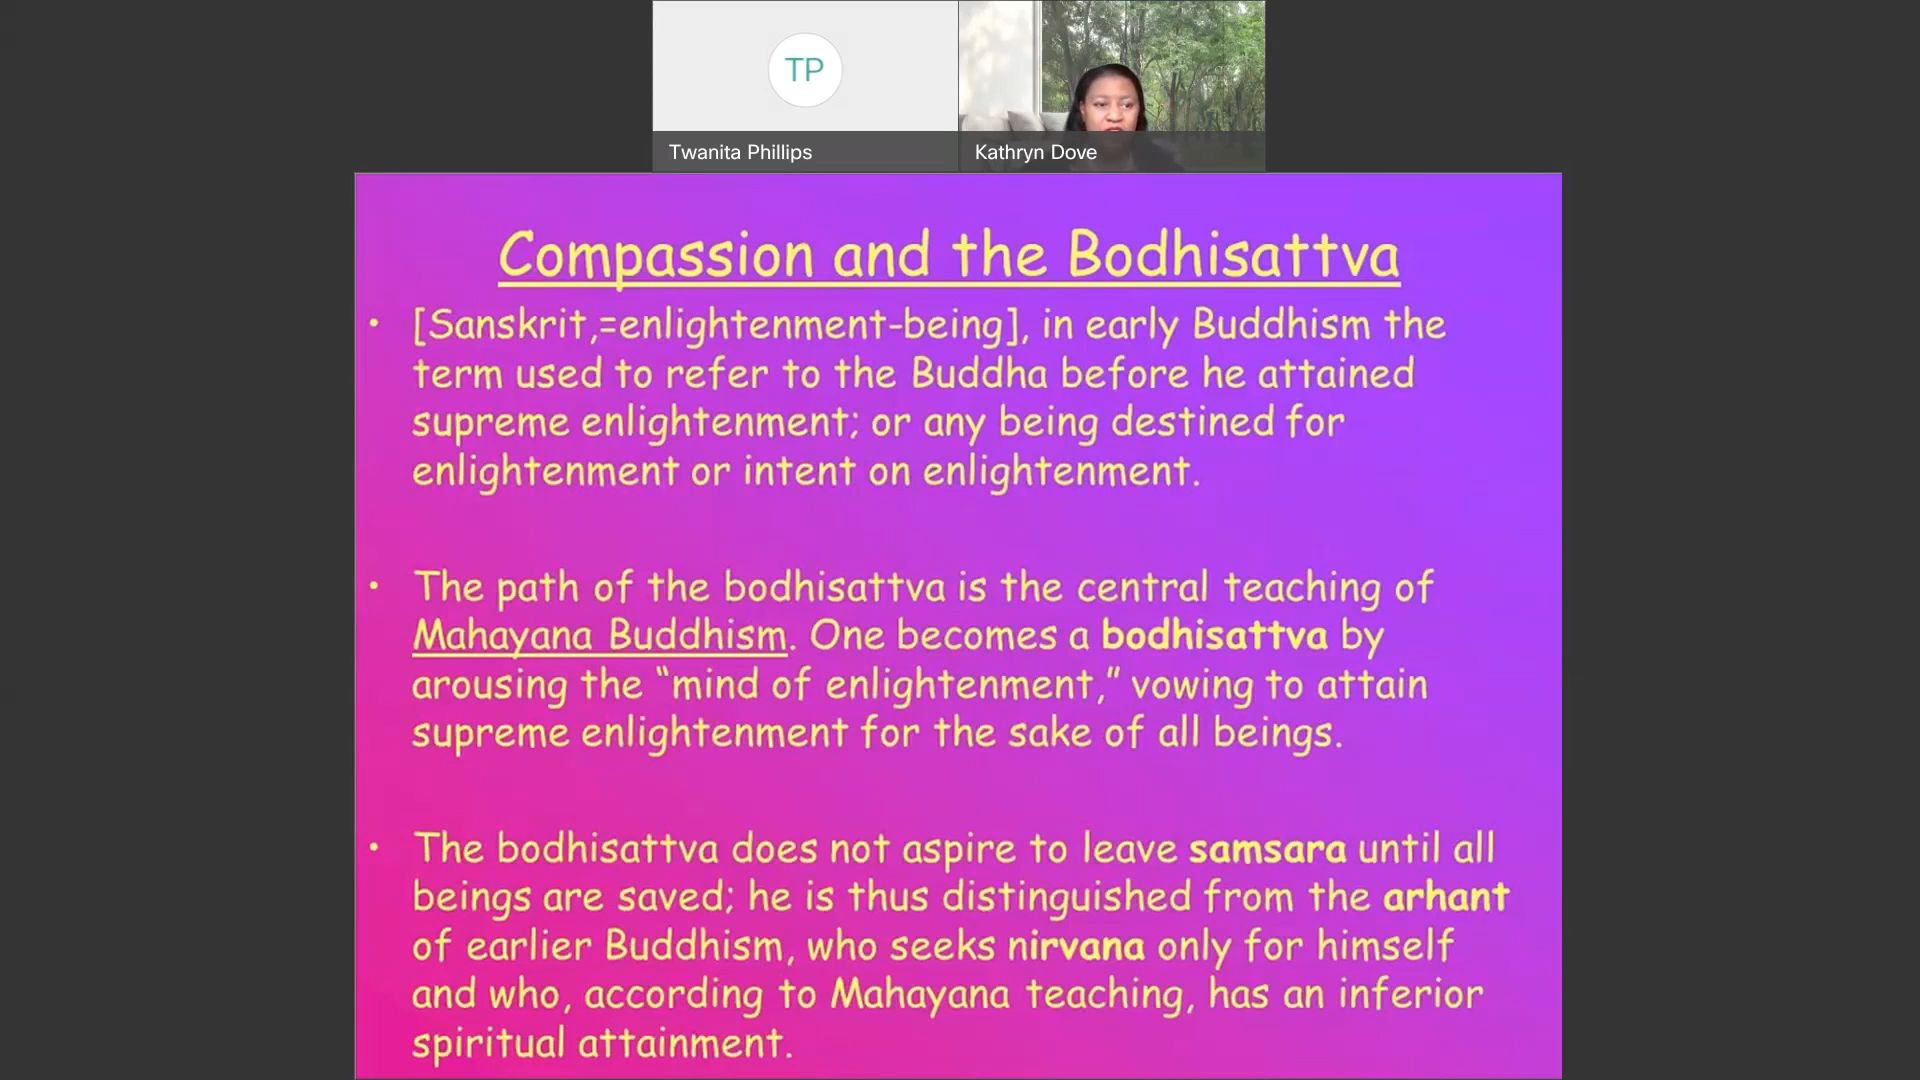 TP
Twanita Phillips
Kathryn Dove
Compassion and the Bodhisattva
• [Sanskrit,=enlightenment-being], in early Buddhism the
term used to refer to the Buddha before he attained
supreme enlightenment; or any being destined for
enlightenment or intent on enlightenment.
• The path of the bodhisattva is the central teaching of
Mahayana Buddhism. One becomes a bodhisattva by
arousing the “mind of enlightenment,” vowing to attain
supreme enlightenment for the sake of all beings.
• The bodhisattva does not aspire to leave samsara until all
beings are saved; he is thus distinguished from the arhant
of earlier Buddhism, who seeks nirvana only for himself
and who, according to Mahayana teaching, has an inferior
spiritual attainment.